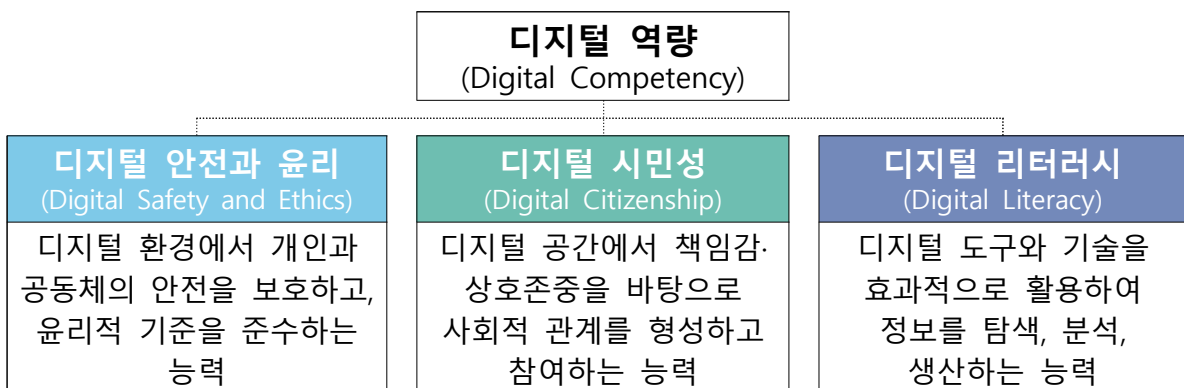 디지털 역량
(Digital Competency)
디지털 안전과 윤리
(Digital Safety and Ethics)
디지털 환경에서 개인과
공동체의 안전을 보호하고,
윤리적 기준을 준수하는
능력
디지털 시민성
(Digital Citizenship)
디지털 공간에서 책임감·
상호존중을 바탕으로
사회적 관계를 형성하고
참여하는 능력
디지털 리터러시
(Digital Literacy)
디지털 도구와 기술을
효과적으로 활용하여
정보를 탐색, 분석,
생산하는 능력